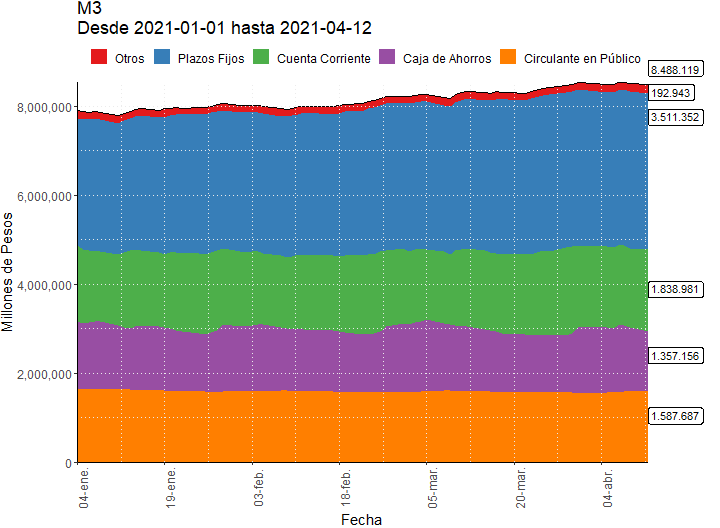 M3
Desde 2021-01-01 hasta 2021-04-12
Otros Plazos Fijos Cuenta Corriente Caja de Ahorros Circulante en Público
8.488.119
192.943
3.511.352
1.838.981
1.357.156
1.587.687
8,000,000
6,000,000
4,000,000
2,000,000
0
Millones de Pesos
04-ene.
19-ene.
03-feb.
18-feb.
05-mar.
20-mar.
04-abr.
Fecha